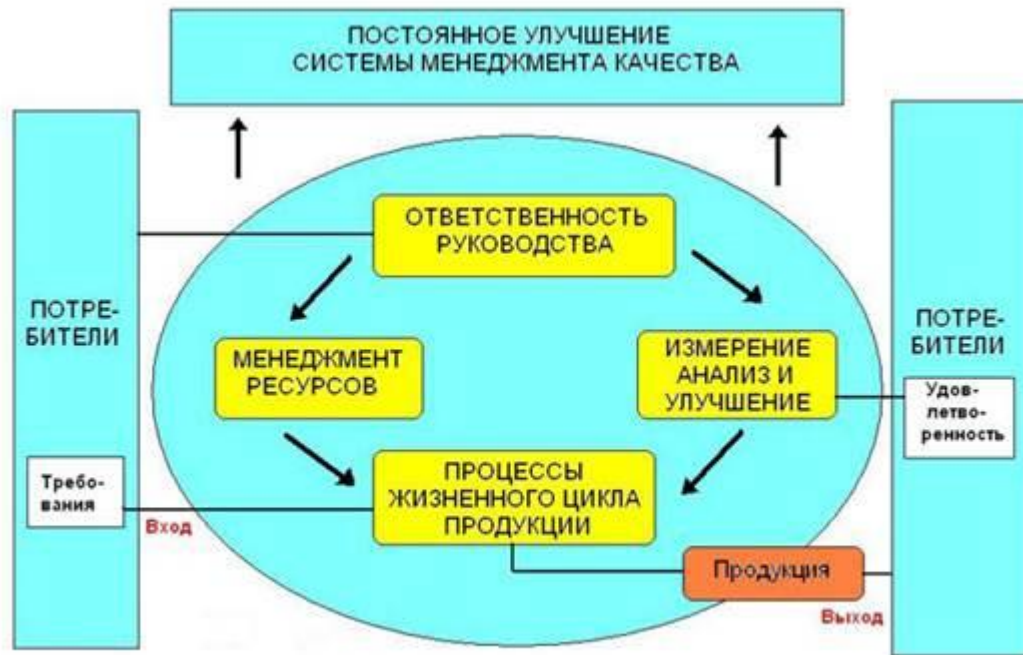 ПОСТОЯННОЕ УЛУЧШЕНИЕ
СИСТЕМЫ МЕНЕДЖМЕНТА КАЧЕСТВА
ОТВЕТСТВЕННОСТЬ
РУКОВОДСТВА
ПОТРЕ-
БИТЕЛИ
МЕНЕДЖМЕНТ
РЕСУРСОВ
ИЗМЕРЕНИЕ
АНАЛИЗ И
УЛУЧШЕНИЕ
ПОТРЕ-
БИТЕЛИ
Удов-
летво-
ренность
Требо-
вания
Вход
ПРОЦЕССЫ
ЖИЗНЕННОГО ЦИКЛА
ПРОДУКЦИИ
Продукция
Выход